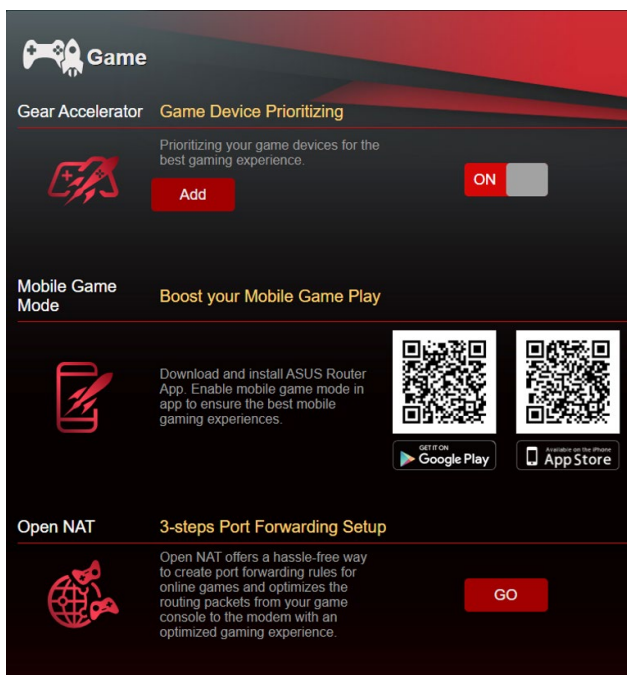 Game
Gear Accelerator
Game Device Prioritizing
Prioritizing your game devices for the
best gaming experience.
Add
ON
Mobile Game
Mode
Boost your Mobile Game Play
Download and install ASUS Router
App. Enable mobile game mode in
app to ensure the best mobile
gaming experiences.
GET IT ON
Google Play
Available on the iPhone
App Store
Open NAT
3-steps Port Forwarding Setup
Open NAT offers a hassle-free way
to create port forwarding rules for
online games and optimizes the
routing packets from your game
console to the modem with an
optimized gaming experience.
GO